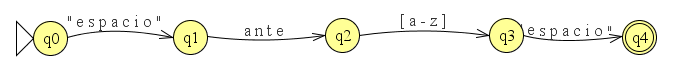 q0 "espacio" q1 ante q2 [a-z] q3 espacio" q4